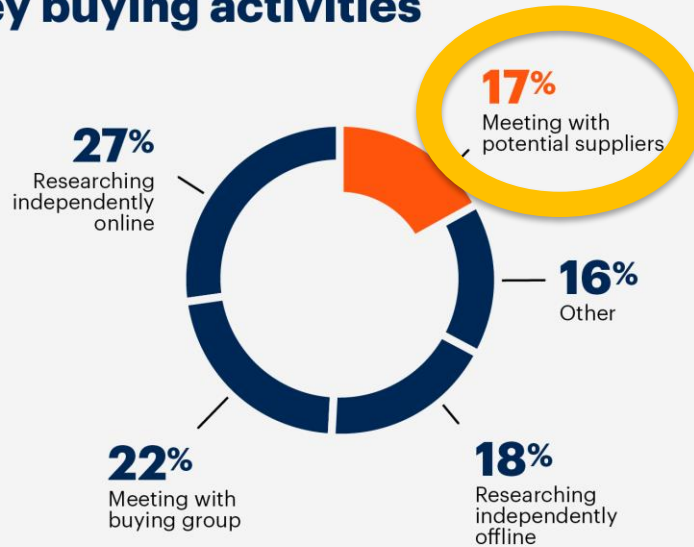 ey buying activities
17%
Meeting with
potential suppliers
27%
Researching
independently
online
16%
Other
22%
Meeting with
buying group
18%
Researching
independently
offline